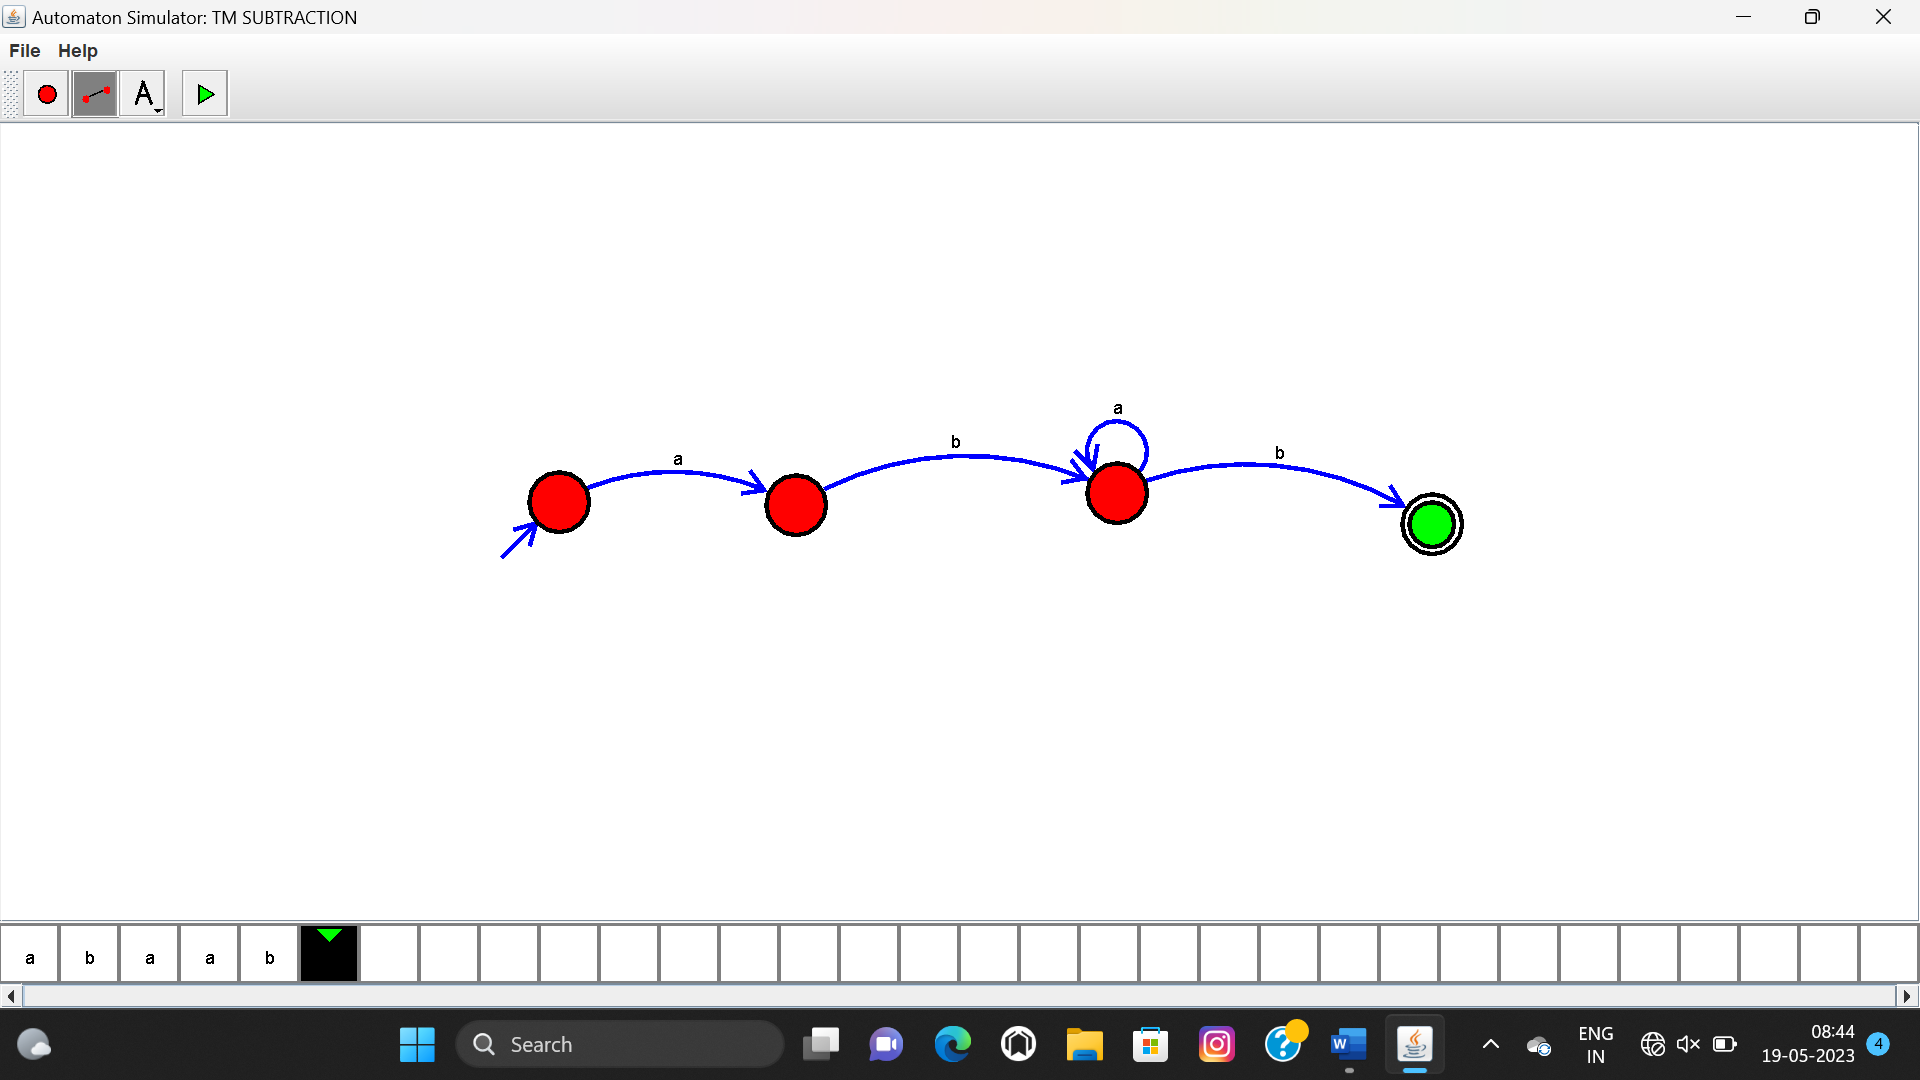 Automaton Simulator: TM SUBTRACTION
File Help
A
a
b
a
b
a b a a b
Search
W
ENG
IN
08:44
19-05-2023
4